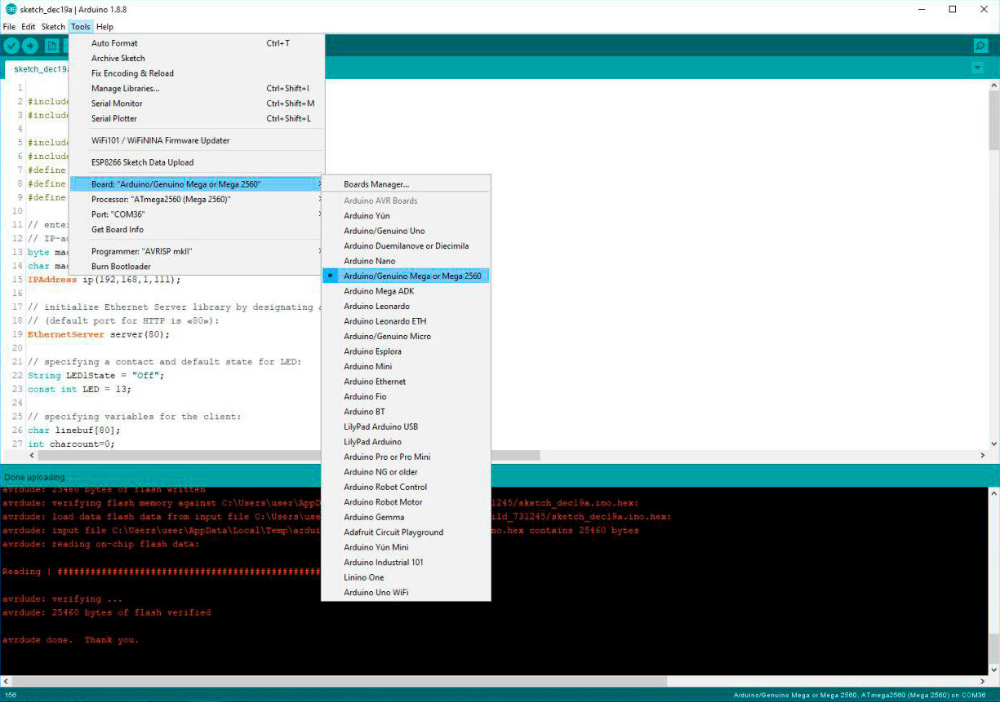 sketch_dec19a | Arduino 1.8.8
File Edit Sketch Tools Help
sketch_dec19a
Auto Format Ctrl+T
Archive Sketch
Fix Encoding & Reload
Manage Libraries... Ctrl+Shift+I
Serial Monitor Ctrl+Shift+M
Serial Plotter Ctrl+Shift+L
WiFi101 / WiFiNINA Firmware Updater
ESP8266 Sketch Data Upload
Board: "Arduino/Genuino Mega or Mega 2560"
Processor: "ATmega2560 (Mega 2560)"
Port: "COM36"
Get Board Info
Programmer: "AVRISP mkII"
Burn Bootloader
Boards Manager...
Arduino AVR Boards
Arduino Yún
Arduino/Genuino Uno
Arduino Duemilanove or Diecimila
Arduino Nano
Arduino/Genuino Mega or Mega 2560
Arduino Mega ADK
Arduino Leonardo
Arduino Leonardo ETH
Arduino/Genuino Micro
Arduino Esplora
Arduino Mini
Arduino Ethernet
Arduino Fio
Arduino BT
LilyPad Arduino USB
LilyPad Arduino
Arduino Pro or Pro Mini
Arduino NG or older
Arduino Robot Control
Arduino Robot Motor
Arduino Gemma
Adafruit Circuit Playground
Arduino Yún Mini
Arduino Industrial 101
Linino One
Arduino Uno WiFi
1
2 #include
3 #include
4
5 #include
6 #include
7 #define
8 #define
9 #define
10
11 // ente
12 // IP-a
13 byte mac
14 char mac
15 IPAddress ip(192,168,1,111);
16
17 // initialize Ethernet Server library by designating a
18 // (default port for HTTP is «80»):
19 EthernetServer server(80);
20
21 // specifying a contact and default state for LED:
22 String LED1State = "Off";
23 const int LED = 13;
24
25 // specifying variables for the client:
26 char linebuf[80];
27 int charcount=0;
Done uploading.
avrdude: 25460 bytes of flash written
avrdude: verifying flash memory against C:\Users\user\AppD 1245/sketch_dec19a.ino.hex:
avrdude: load data flash data from input file C:\Users\use ild_731245/sketch_dec19a.ino.hex:
avrdude: input file C:\Users\user\AppData\Local\Temp\ardui no.hex contains 25460 bytes
avrdude: reading on-chip flash data:
Reading | ################################################
avrdude: verifying ...
avrdude: 25460 bytes of flash verified
avrdude done.  Thank you.
156 Arduino/Genuino Mega or Mega 2560, ATmega2560 (Mega 2560) on COM36